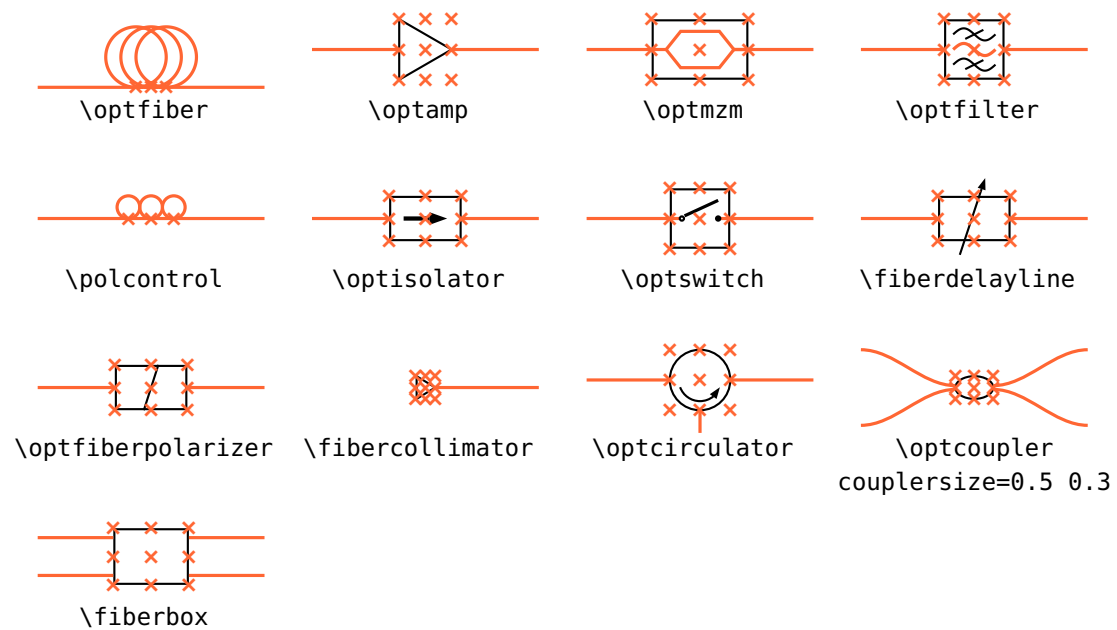 \optfiber
\optamp
\optmzm
\optfilter
\polcontrol
\optisolator
\optswitch
\fiberdelayline
\optfiberpolarizer
\fibercollimator
\optcirculator
\optcoupler
couplersize=0.5 0.3
\fiberbox